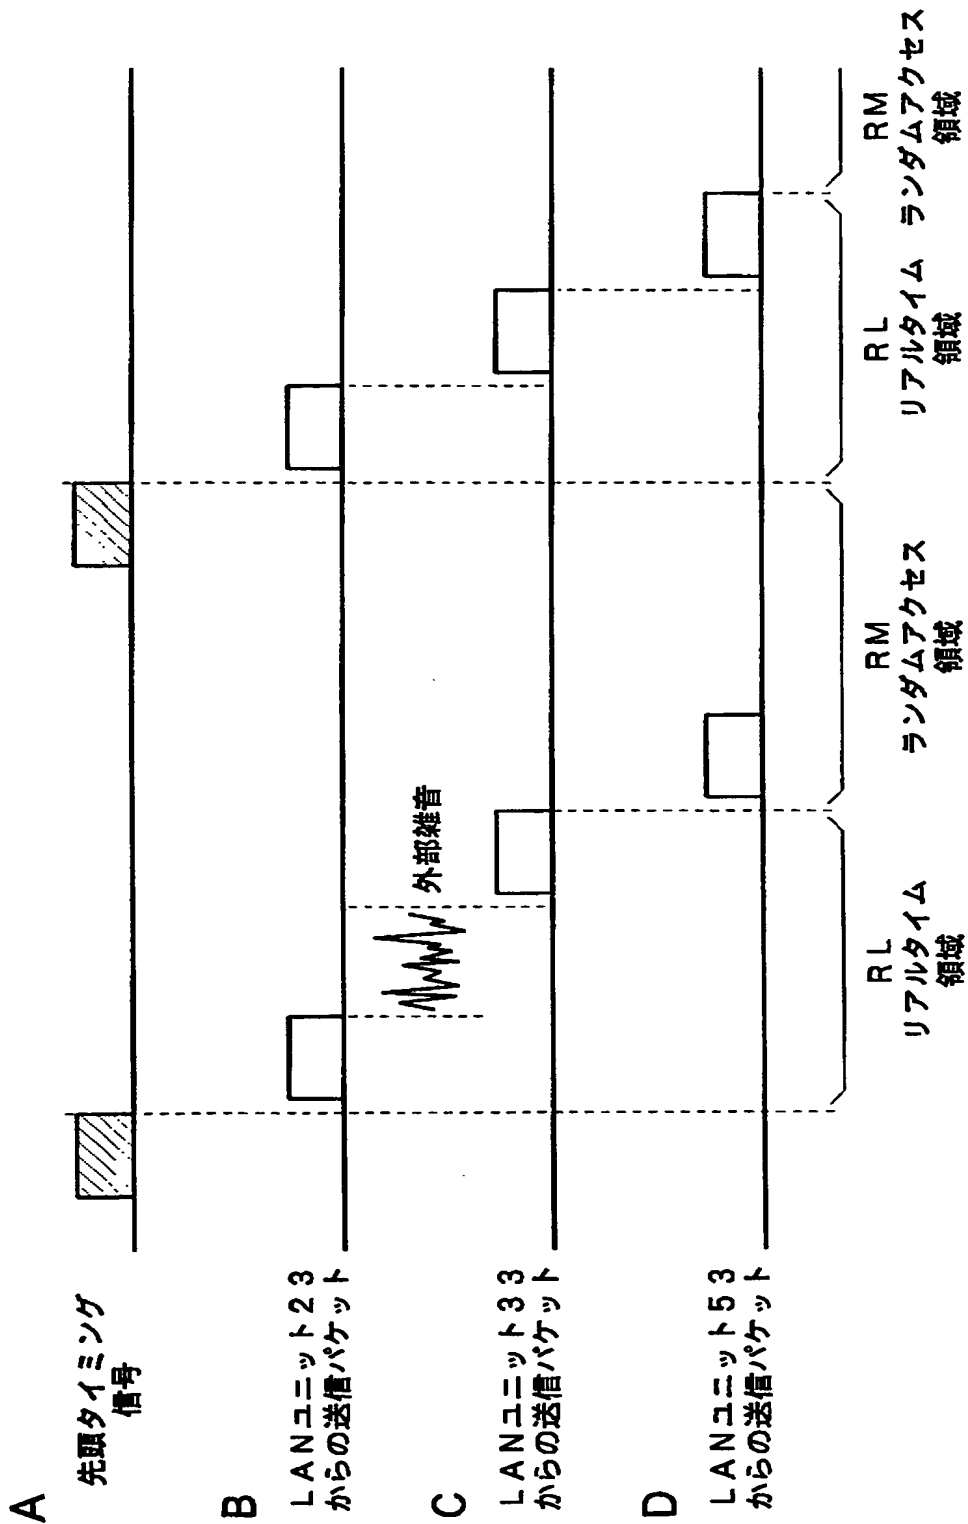 A
先頭タイミング
信号
B
LANユニット23
からの送信パケット
外部雑音
C
LANユニット33
からの送信パケット
D
LANユニット53
からの送信パケット
RL
リアルタイム
領域
RM
ランダムアクセス
領域
RL
リアルタイム
領域
RM
ランダムアクセス
領域